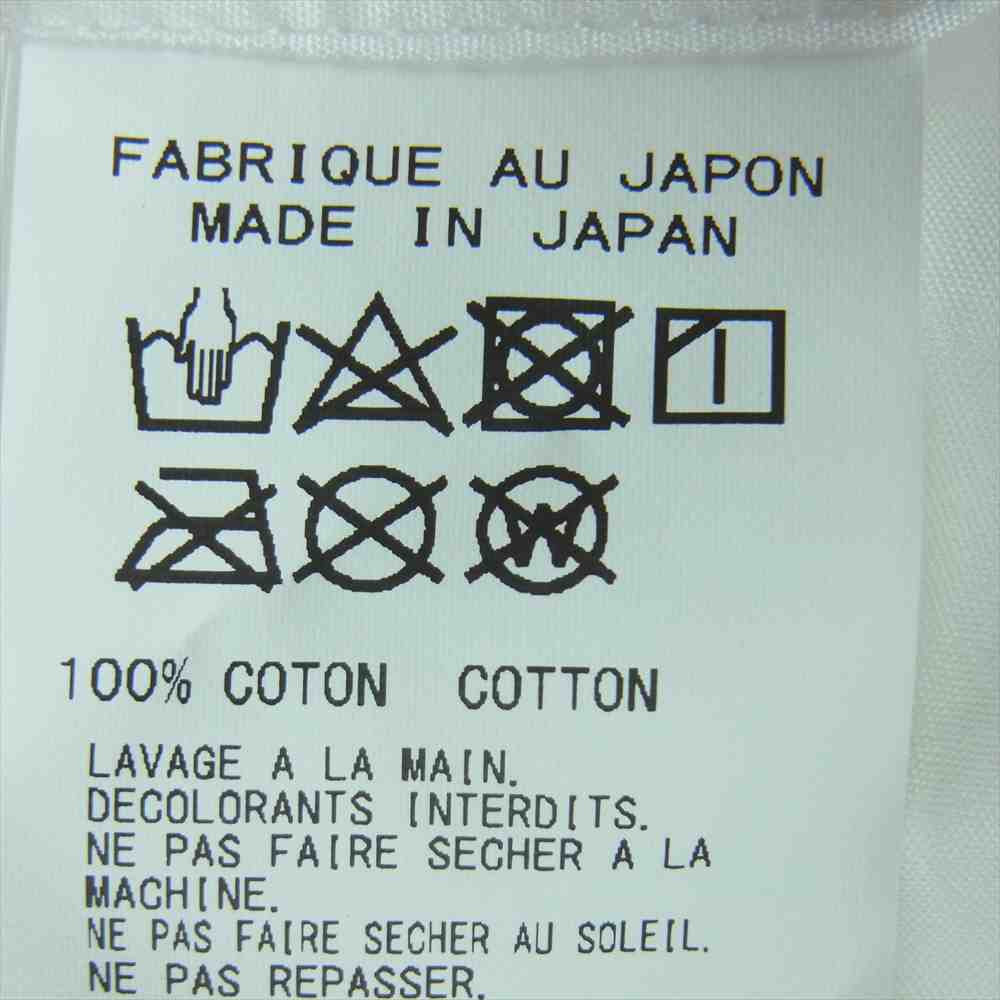 FABRIQUE AU JAPON
MADE IN JAPAN
W
100% COTON COTTON
LAVAGE A LA MAIN.
DECOLORANTS INTERDITS.
NE PAS FAIRE SECHER A LA
MACHINE.
NE PAS FAIRE SECHER AU SOLEIL.
NE PAS REPASSER.